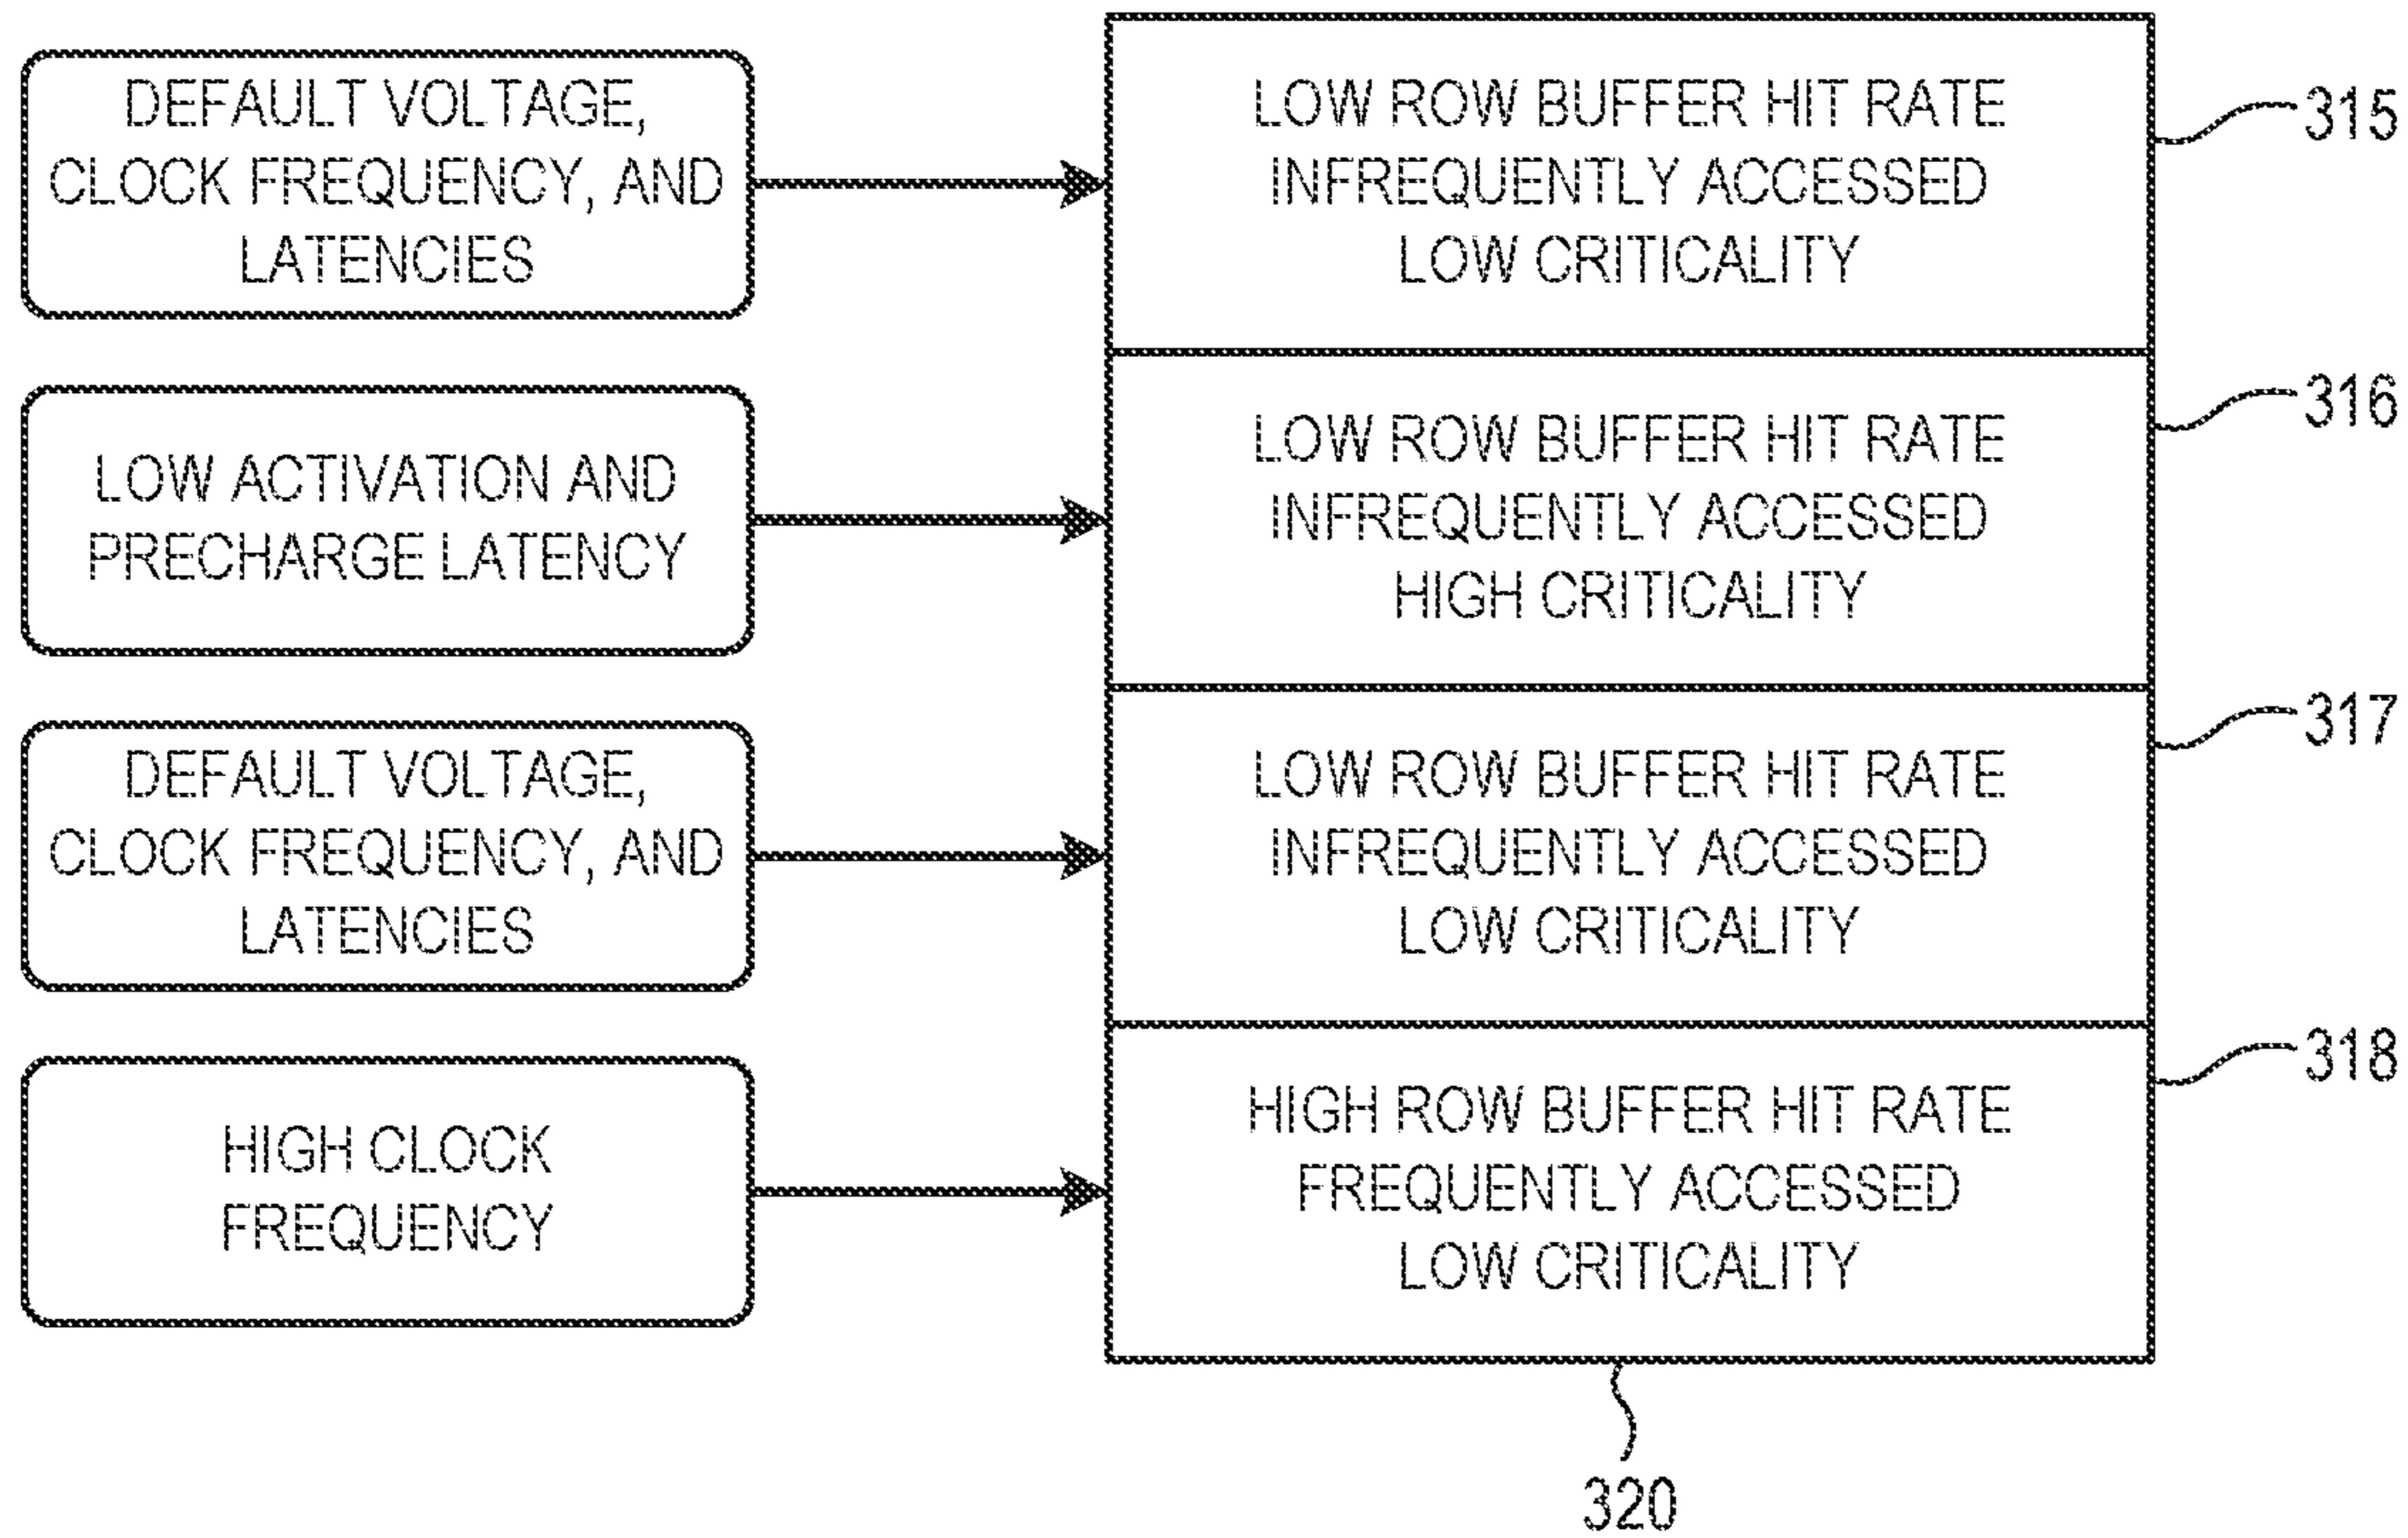 DEFAULT VOLTAGE,
CLOCK FREQUENCY, AND
LATENCIES
LOW ROW BUFFER HIT RATE
INFREQUENTLY ACCESSED
LOW CRITICALITY
315
LOW ACTIVATION AND
PRECHARGE LATENCY
LOW ROW BUFFER HIT RATE
INFREQUENTLY ACCESSED
HIGH CRITICALITY
316
DEFAULT VOLTAGE,
CLOCK FREQUENCY, AND
LATENCIES
LOW ROW BUFFER HIT RATE
INFREQUENTLY ACCESSED
LOW CRITICALITY
317
HIGH CLOCK
FREQUENCY
HIGH ROW BUFFER HIT RATE
FREQUENTLY ACCESSED
LOW CRITICALITY
318
320